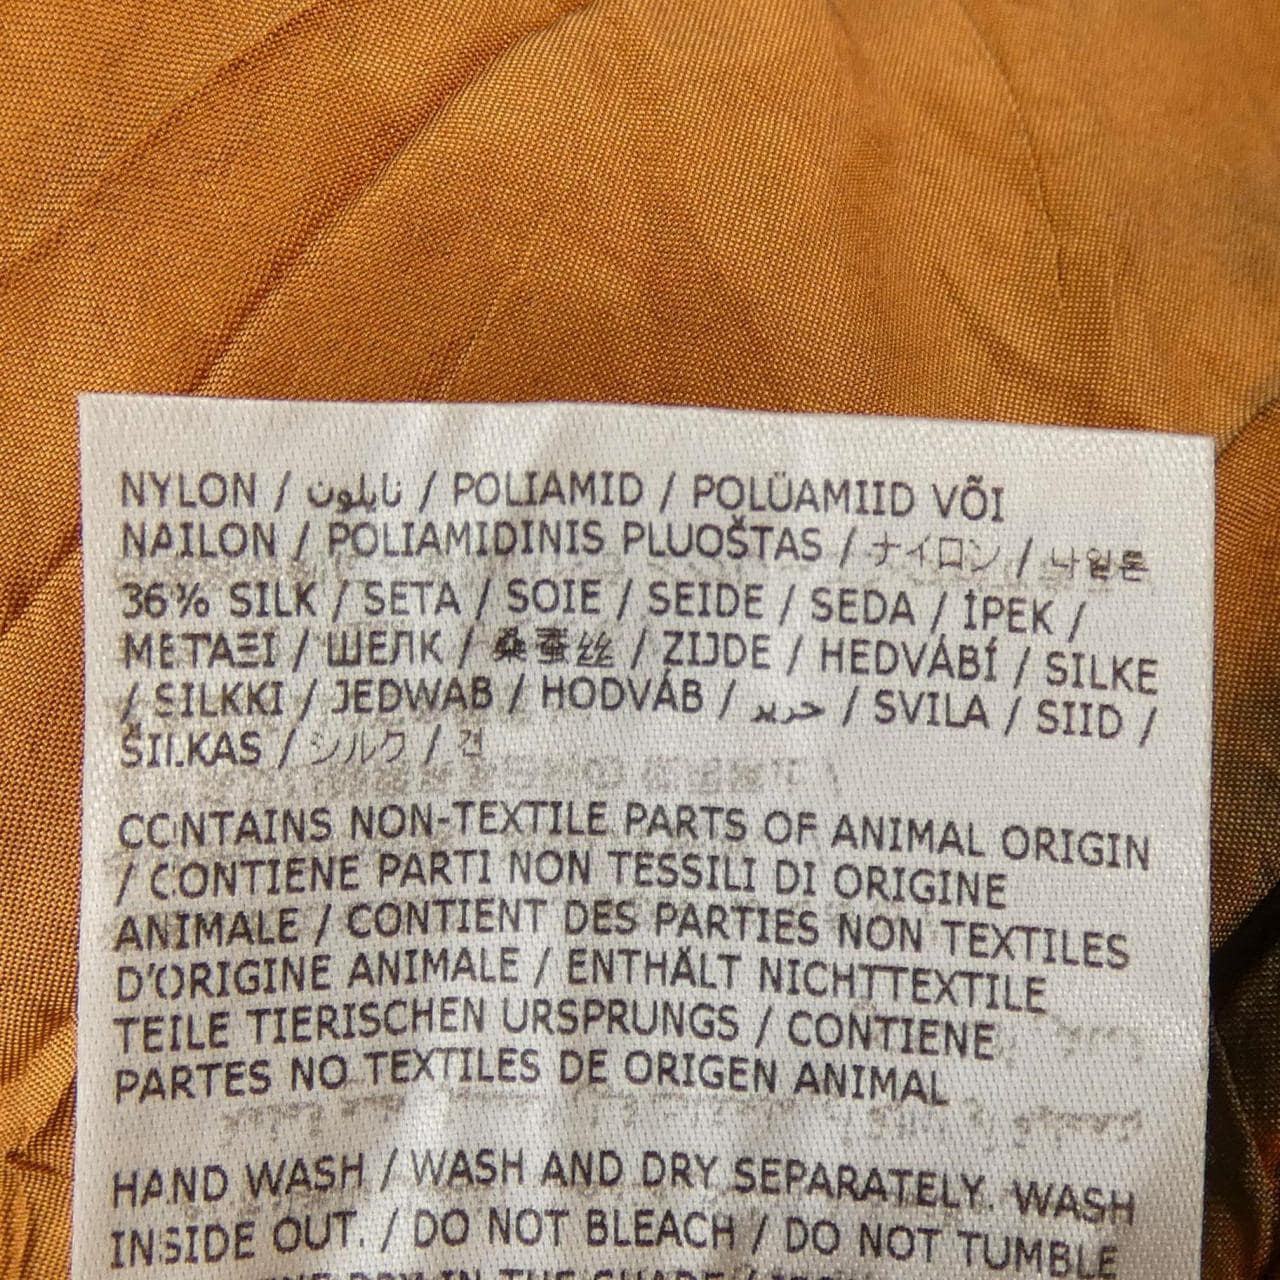 NYLON / نايلون / POLIAMID / POLÜAMIID VÕI
NAILON / POLIAMIDINIS PLUOŠTAS / ナイロン / 나일론
36% SILK / SETA / SOIE / SEIDE / SEDA / İPEK /
ΜΕΤΑΞΙ / ШЕЛК / 桑蚕丝 / ZIJDE / HEDVÁBÍ / SILKE
/ SILKKI / JEDWAB / HODVÁB / حرير / SVILA / SIID /
ŠILKAS / シルク / 견
CONTAINS NON-TEXTILE PARTS OF ANIMAL ORIGIN
/ CONTIENE PARTI NON TESSILI DI ORIGINE
ANIMALE / CONTIENT DES PARTIES NON TEXTILES
D'ORIGINE ANIMALE / ENTHÄLT NICHTTEXTILE
TEILE TIERISCHEN URSPRUNGS / CONTIENE
PARTES NO TEXTILES DE ORIGEN ANIMAL
HAND WASH / WASH AND DRY SEPARATELY. WASH
INSIDE OUT. / DO NOT BLEACH / DO NOT TUMBLE
DRY IN THE SHADE /